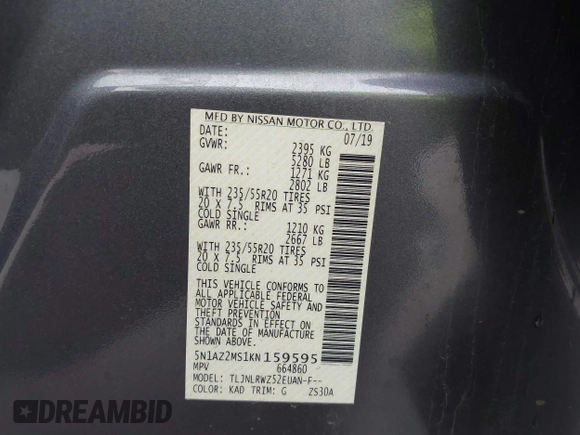 MFD BY NISSAN MOTOR CO., LTD.
DATE: 07/19
GVWR: 2395 KG
5280 LB
GAWR FR.: 1271 KG
2802 LB
WITH 235/55R20 TIRES
20 X 7.5 RIMS AT 35 PSI
COLD SINGLE
GAWR RR.: 1210 KG
2667 LB
WITH 235/55R20 TIRES
20 X 7.5 RIMS AT 35 PSI
COLD SINGLE
THIS VEHICLE CONFORMS TO
ALL APPLICABLE FEDERAL
MOTOR VEHICLE SAFETY AND
THEFT PREVENTION
STANDARDS IN EFFECT ON
THE DATE OF MANUFACTURE
SHOWN ABOVE.
5N1AZ2MS1KN159595
MPV 664860
MODEL: TLJNLRWZ52EUAN-F--
COLOR: KAD TRIM: G ZS30A
DREAMBID